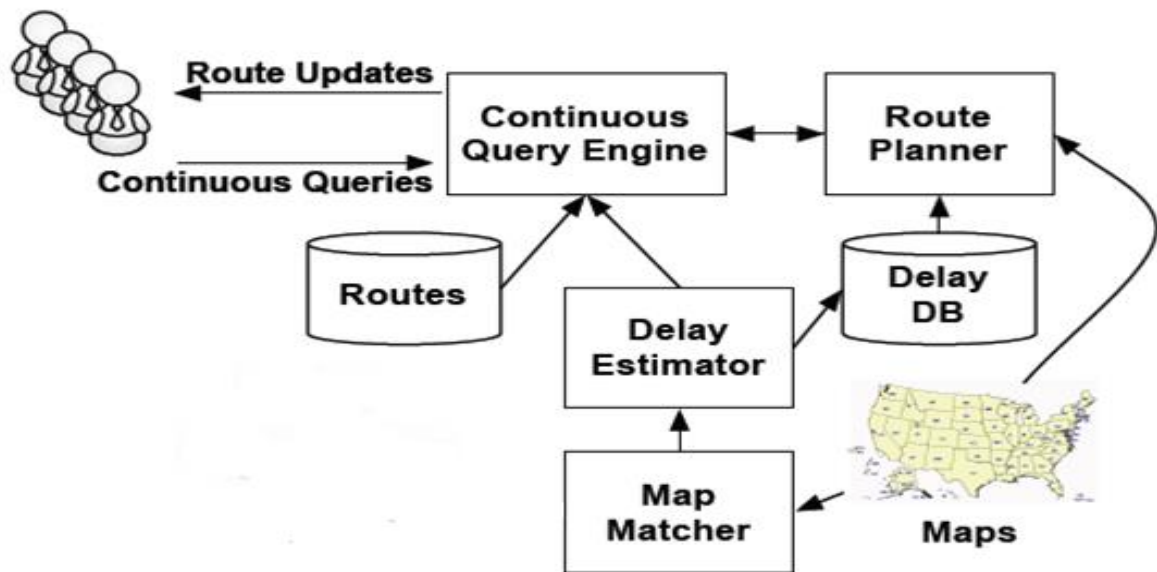 Route Updates
Continuous Queries
Continuous
Query Engine
Route
Planner
Routes
Delay
Estimator
Delay
DB
Map
Matcher
Maps